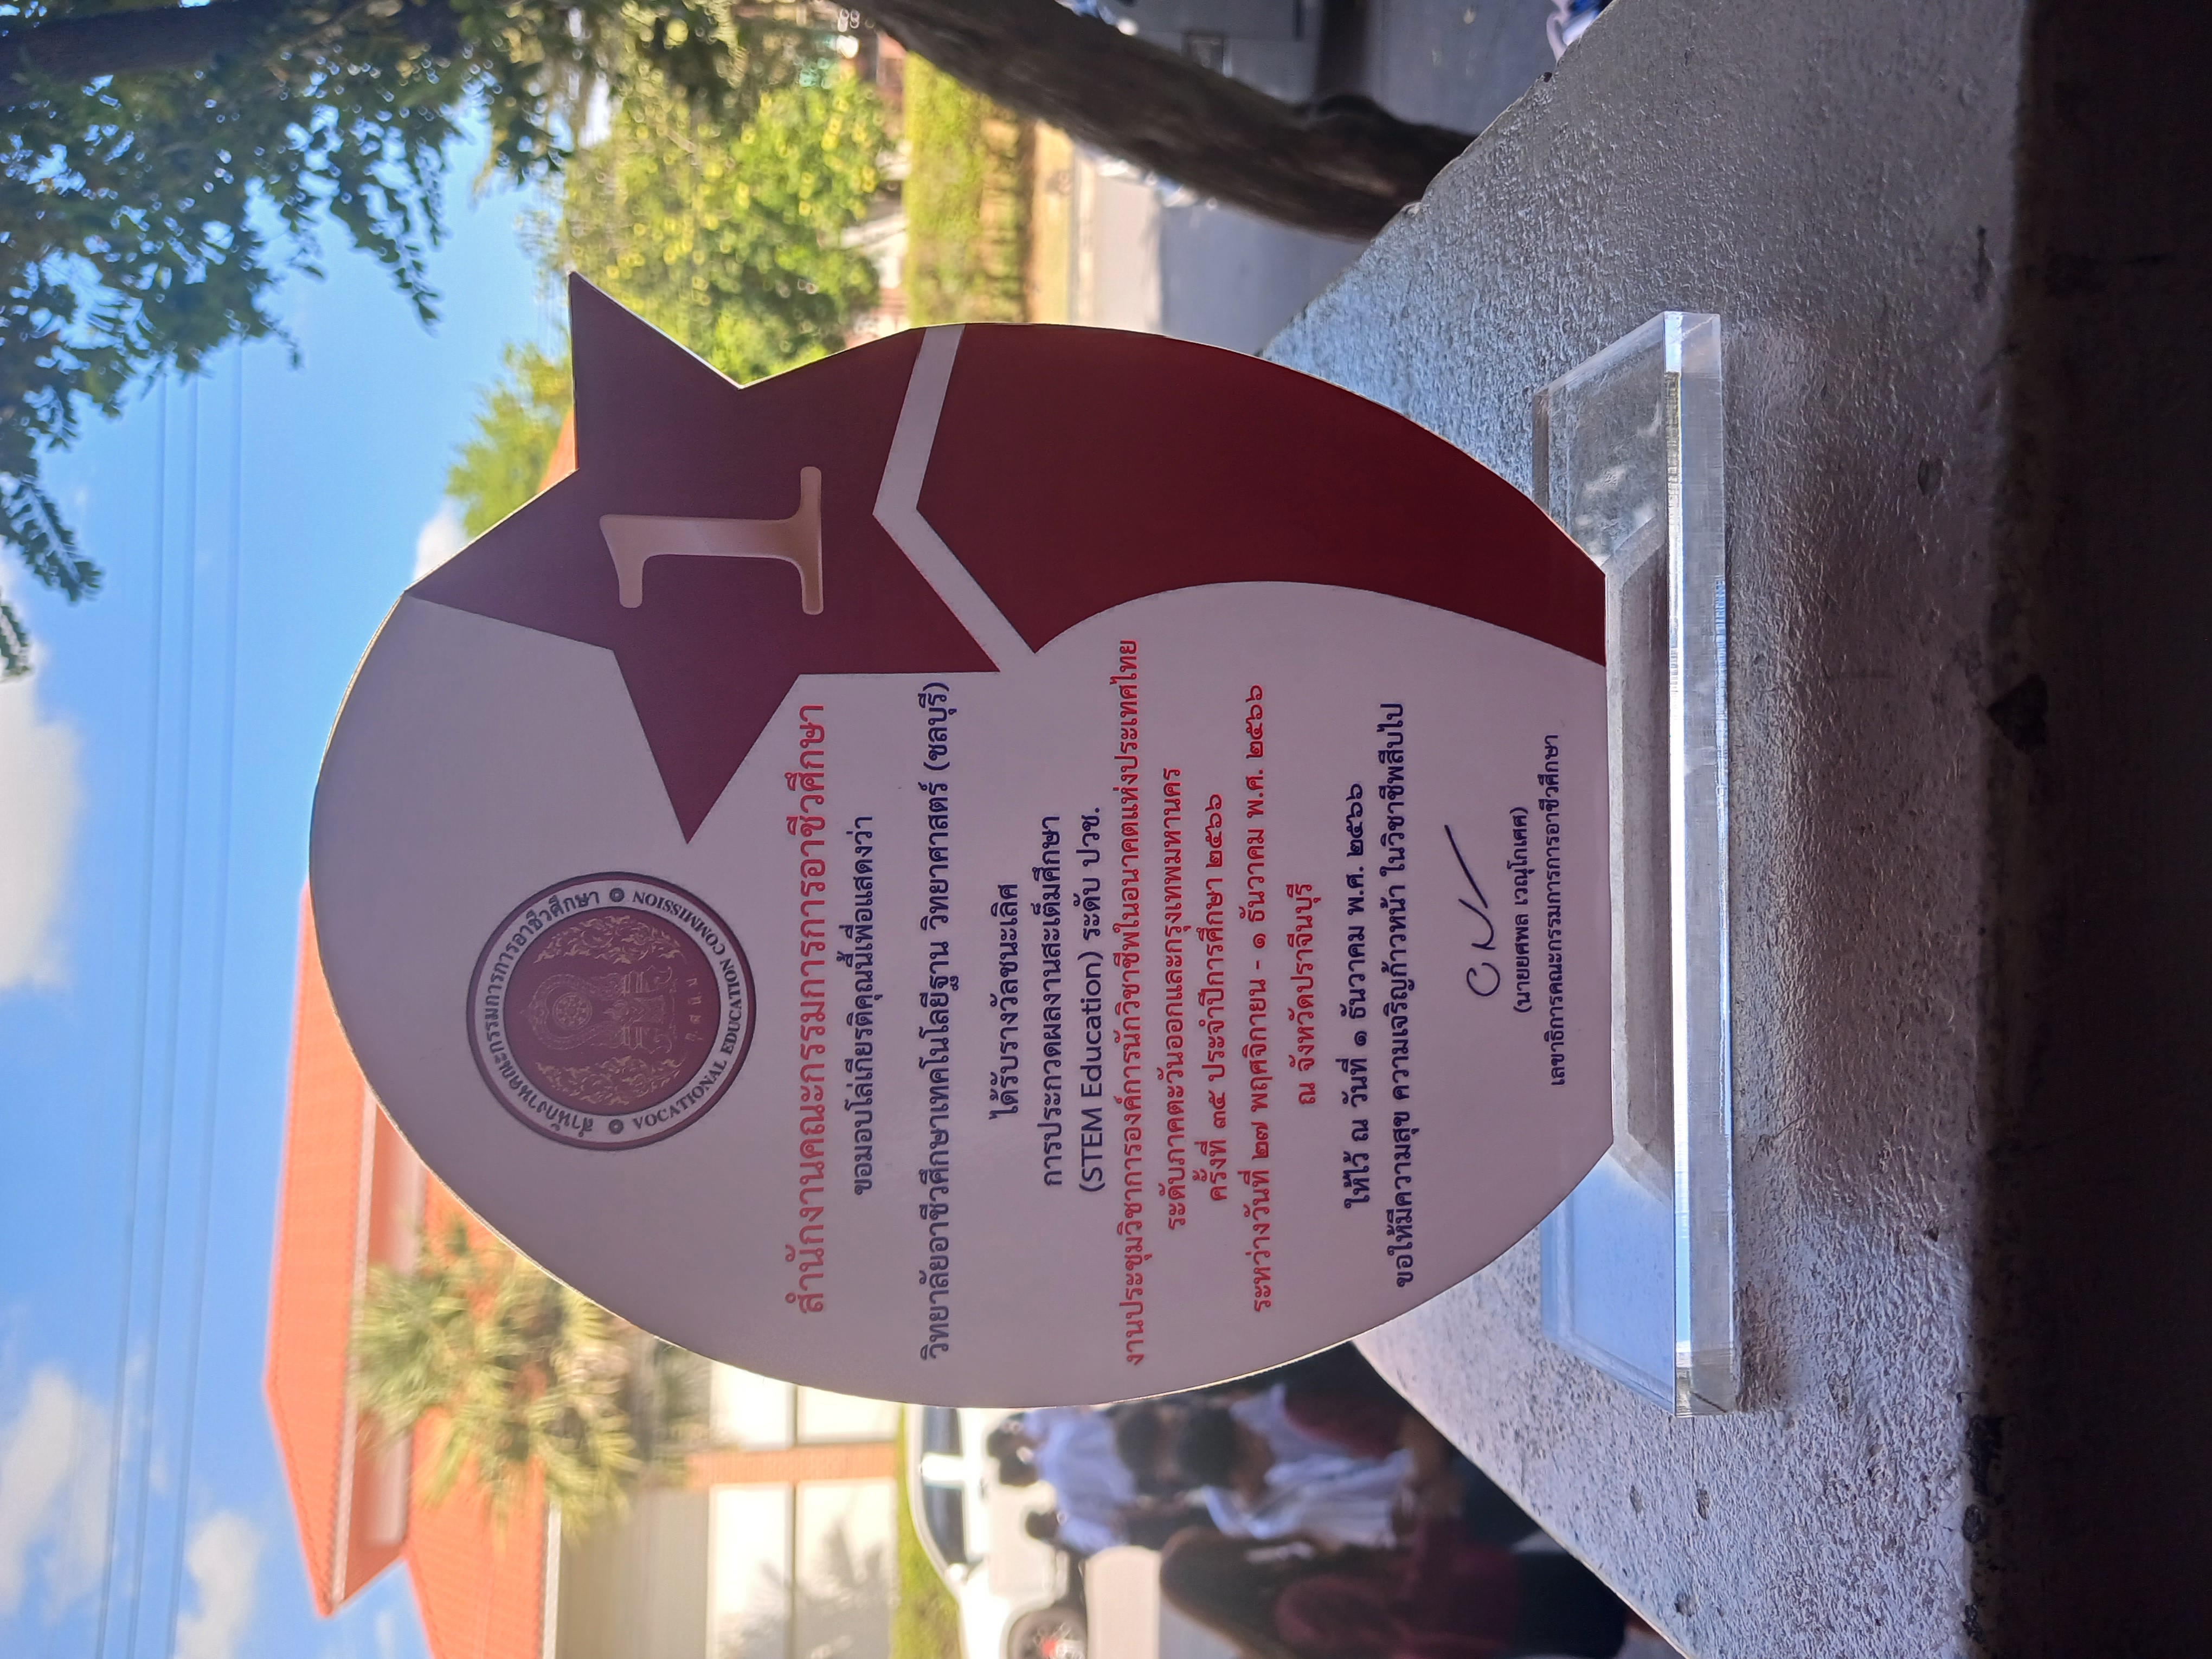 สำนักงานคณะกรรมการการอาชีวศึกษา
VOCATIONAL EDUCATION COMMISSION
1
สำนักงานคณะกรรมการการอาชีวศึกษา
ขอมอบโล่เกียรติคุณนี้เพื่อแสดงว่า
วิทยาลัยอาชีวศึกษาเทคโนโลยีฐาน วิทยาศาสตร์ (ชลบุรี)
ได้รับรางวัลชนะเลิศ
การประกวดผลงานสะเต็มศึกษา
(STEM Education) ระดับ ปวช.
งานประชุมวิชาการองค์การนักวิชาชีพในอนาคตแห่งประเทศไทย
ระดับภาคตะวันออกและกรุงเทพมหานคร
ครั้งที่ ๓๕ ประจำปีการศึกษา ๒๕๖๖
ระหว่างวันที่ ๒๗ พฤศจิกายน - ๑ ธันวาคม พ.ศ. ๒๕๖๖
ณ จังหวัดปราจีนบุรี
ให้ไว้ ณ วันที่ ๑ ธันวาคม พ.ศ. ๒๕๖๖
ขอให้มีความสุข ความเจริญก้าวหน้า ในวิชาชีพสืบไป
(นายยศพล เวณุโกเศศ)
เลขาธิการคณะกรรมการการอาชีวศึกษา